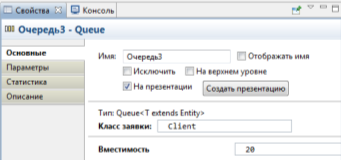 Свойства Консоль
Очередь3 - Queue
Основные
Параметры
Статистика
Описание
Имя: Очередь3 Отображать имя
Исключить На верхнем уровне
На презентации Создать презентацию
Тип: Queue<T extends Entity>
Класс заявки: Client
Вместимость 20